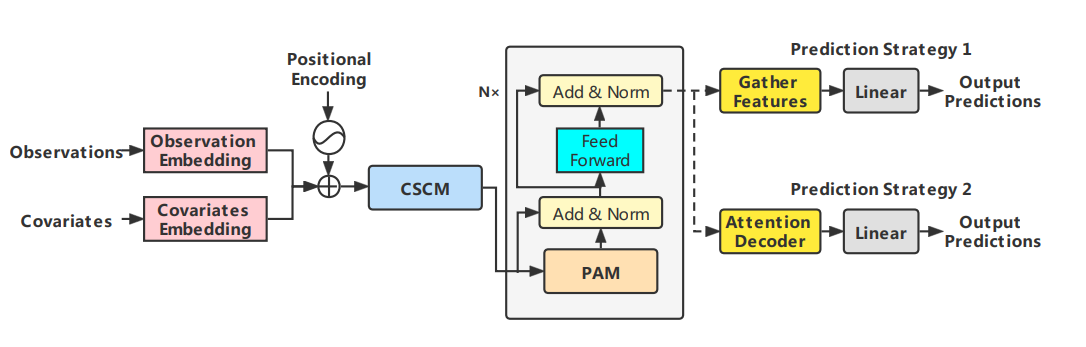 Positional
Encoding
Observations
Observation
Embedding
Covariates
Covariates
Embedding
CSCM
N×
Add & Norm
Feed
Forward
Add & Norm
PAM
Prediction Strategy 1
Gather
Features
Linear
Output
Predictions
Prediction Strategy 2
Attention
Decoder
Linear
Output
Predictions